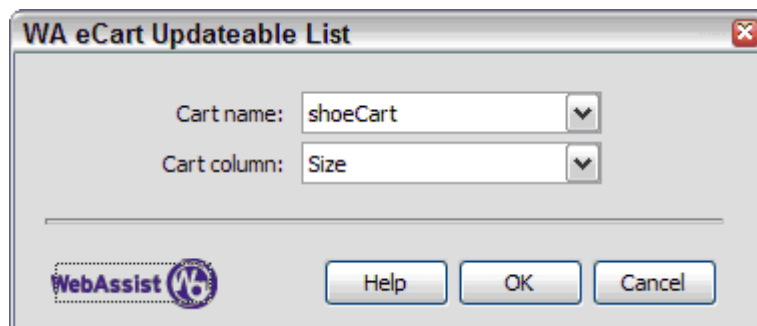 WA eCart Updateable List
Cart name: shoeCart
Cart column: Size
WebAssist Help OK Cancel